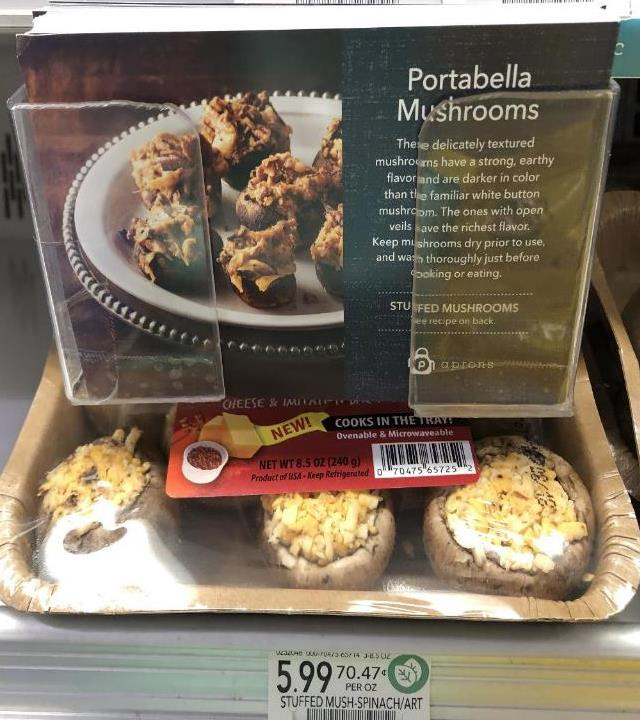 Portabella
Mushrooms
These delicately textured
mushrooms have a strong, earthy
flavor and are darker in color
than the familiar white button
mushroom. The ones with open
veils have the richest flavor.
Keep mushrooms dry prior to use,
and wash thoroughly just before
cooking or eating.
STUFFED MUSHROOMS
see recipe on back.
P aprons
CHEESE & IMITATION
NEW!
COOKS IN THE TRAY!
Ovenable & Microwaveable
NET WT 8.5 OZ (240 g)
Product of USA • Keep Refrigerated
0 70475 65725 2
5.99 70.47¢
PER OZ
STUFFED MUSH-SPINACH/ART